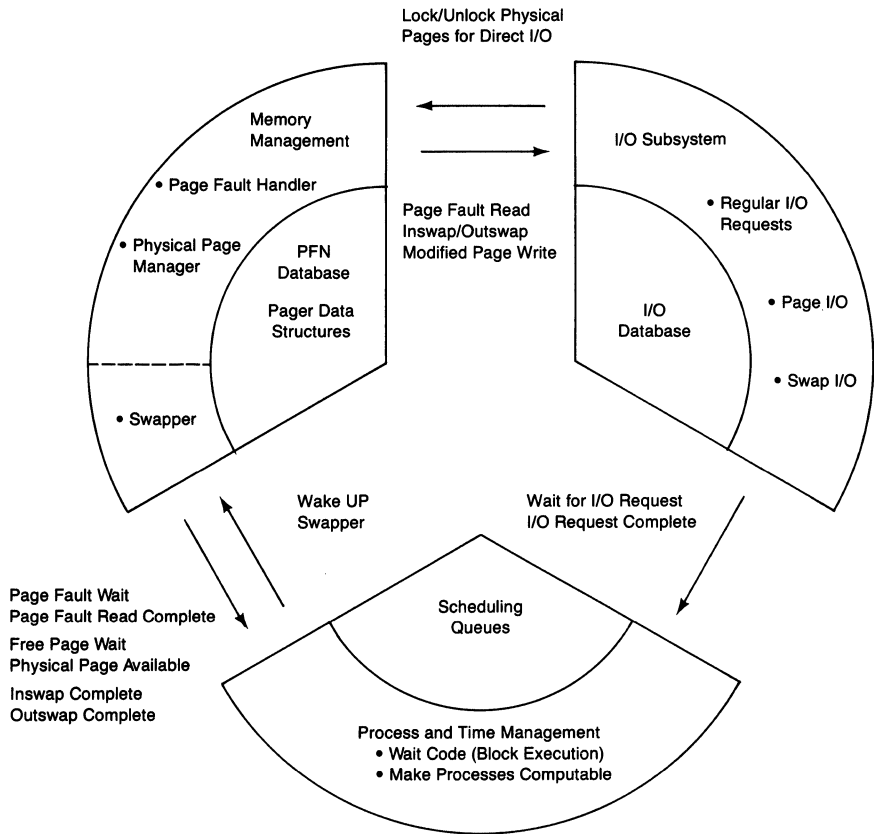 Lock/Unlock Physical
Pages for Direct I/O
Memory
Management
• Page Fault Handler
• Physical Page
Manager
PFN
Database
Pager Data
Structures
• Swapper
Page Fault Read
Inswap/Outswap
Modified Page Write
I/O Subsystem
• Regular I/O
Requests
• Page I/O
• Swap I/O
I/O
Database
Wake UP
Swapper
Wait for I/O Request
I/O Request Complete
Page Fault Wait
Page Fault Read Complete
Free Page Wait
Physical Page Available
Inswap Complete
Outswap Complete
Scheduling
Queues
Process and Time Management
• Wait Code (Block Execution)
• Make Processes Computable